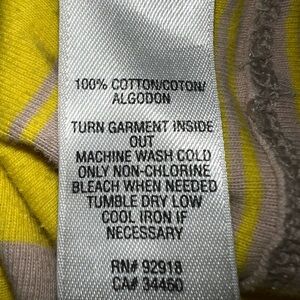 100% COTTON/COTON/
ALGODON
TURN GARMENT INSIDE
OUT
MACHINE WASH COLD
ONLY NON-CHLORINE
BLEACH WHEN NEEDED
TUMBLE DRY LOW
COOL IRON IF
NECESSARY
RN# 92918
CA# 34450